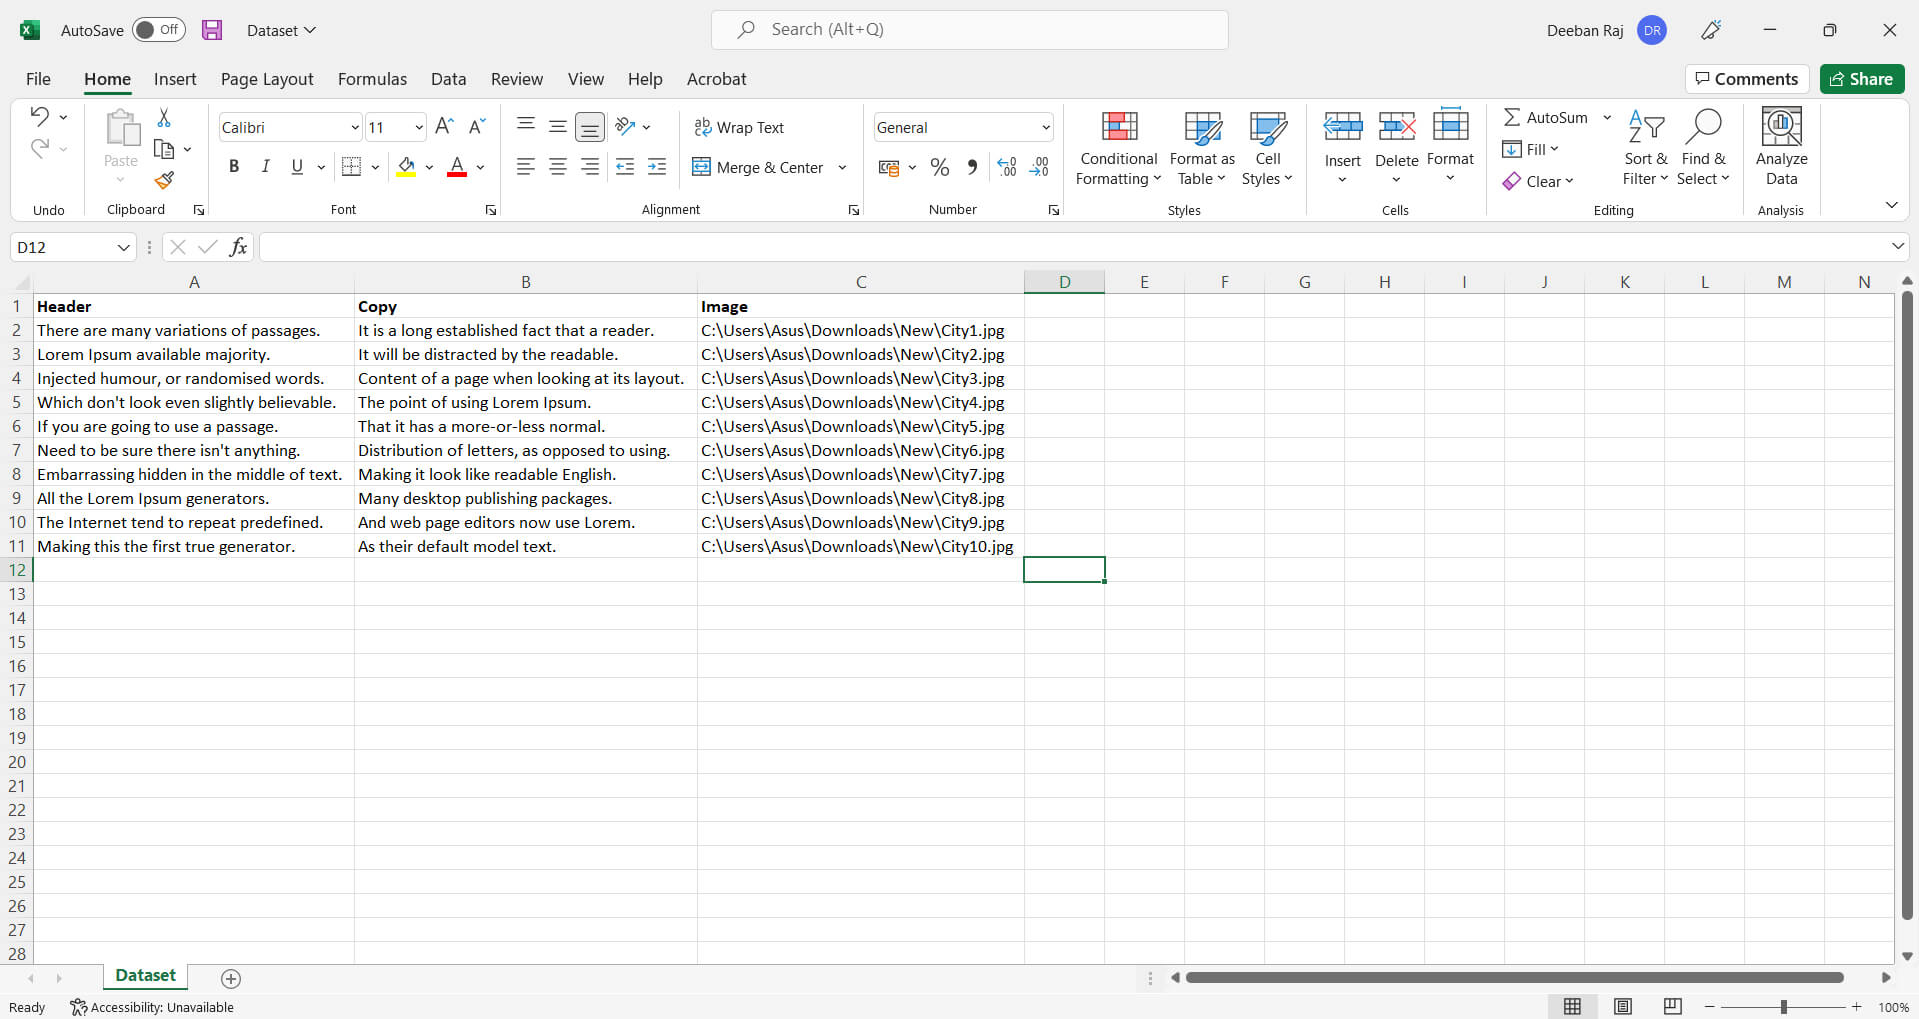 AutoSave Off Dataset Search (Alt+Q) Deeban Raj DR
File Home Insert Page Layout Formulas Data Review View Help Acrobat Comments Share
Calibri 11 A A Wrap Text General AutoSum
B I U A Merge & Center % Fill
Paste Conditional Formatting Format as Table Cell Styles Insert Delete Format Clear Sort & Filter Find & Select Analyze Data
Undo Clipboard Font Alignment Number Styles Cells Editing Analysis
D12 fx
A B C D E F G H I J K L M N
1 Header Copy Image
2 There are many variations of passages. It is a long established fact that a reader. C:\Users\Asus\Downloads\New\City1.jpg
3 Lorem Ipsum available majority. It will be distracted by the readable. C:\Users\Asus\Downloads\New\City2.jpg
4 Injected humour, or randomised words. Content of a page when looking at its layout. C:\Users\Asus\Downloads\New\City3.jpg
5 Which don't look even slightly believable. The point of using Lorem Ipsum. C:\Users\Asus\Downloads\New\City4.jpg
6 If you are going to use a passage. That it has a more-or-less normal. C:\Users\Asus\Downloads\New\City5.jpg
7 Need to be sure there isn't anything. Distribution of letters, as opposed to using. C:\Users\Asus\Downloads\New\City6.jpg
8 Embarrassing hidden in the middle of text. Making it look like readable English. C:\Users\Asus\Downloads\New\City7.jpg
9 All the Lorem Ipsum generators. Many desktop publishing packages. C:\Users\Asus\Downloads\New\City8.jpg
10 The Internet tend to repeat predefined. And web page editors now use Lorem. C:\Users\Asus\Downloads\New\City9.jpg
11 Making this the first true generator. As their default model text. C:\Users\Asus\Downloads\New\City10.jpg
12
13
14
15
16
17
18
19
20
21
22
23
24
25
26
27
28
Dataset
Ready Accessibility: Unavailable 100%